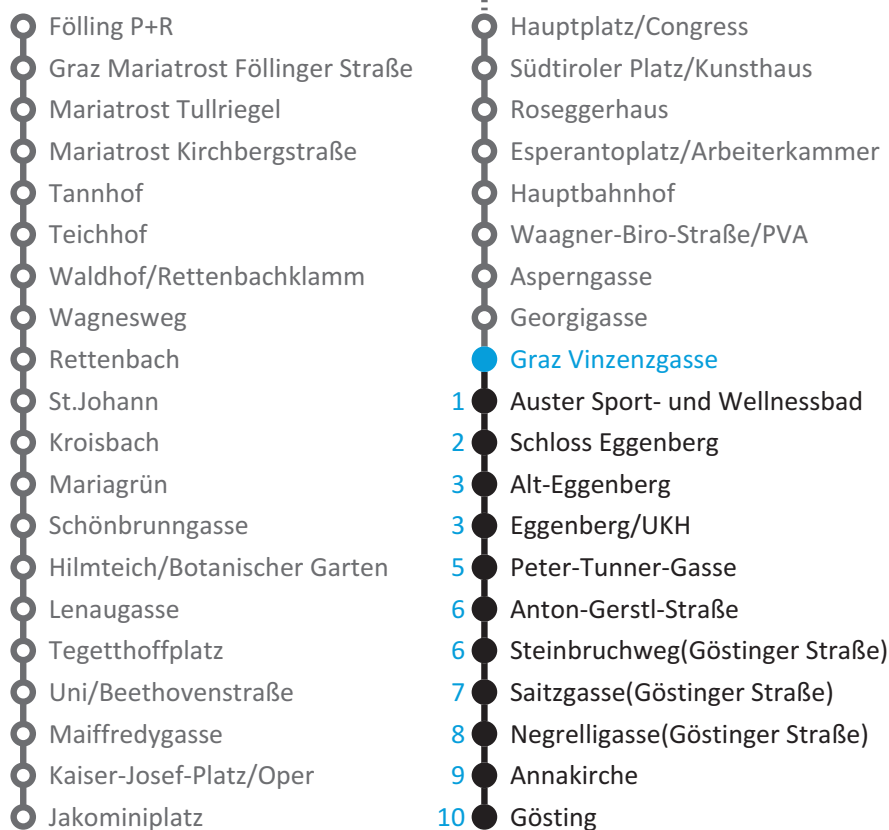 Fölling P+R
Graz Mariatrost Föllinger Straße
Mariatrost Tullriegel
Mariatrost Kirchbergstraße
Tannhof
Teichhof
Waldhof/Rettenbachklamm
Wagnesweg
Rettenbach
St.Johann
Kroisbach
Mariagrün
Schönbrunngasse
Hilmteich/Botanischer Garten
Lenaugasse
Tegetthoffplatz
Uni/Beethovenstraße
Maiffredygasse
Kaiser-Josef-Platz/Oper
Jakominiplatz
Hauptplatz/Congress
Südtiroler Platz/Kunsthaus
Roseggerhaus
Esperantoplatz/Arbeiterkammer
Hauptbahnhof
Waagner-Biro-Straße/PVA
Asperngasse
Georgigasse
Graz Vinzenzgasse
1 Auster Sport- und Wellnessbad
2 Schloss Eggenberg
3 Alt-Eggenberg
3 Eggenberg/UKH
5 Peter-Tunner-Gasse
6 Anton-Gerstl-Straße
6 Steinbruchweg(Göstinger Straße)
7 Saitzgasse(Göstinger Straße)
8 Negrelligasse(Göstinger Straße)
9 Annakirche
10 Gösting